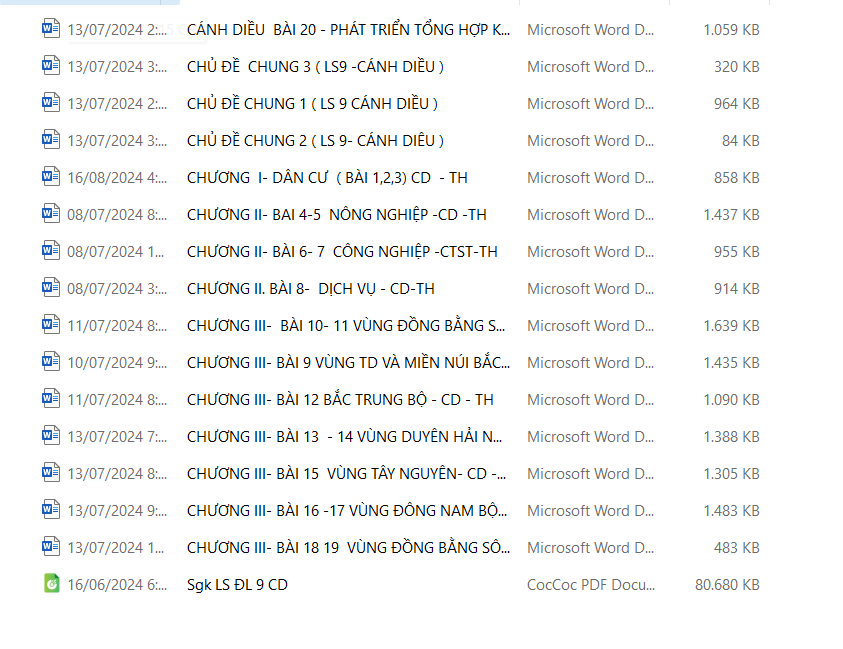 13/07/2024 2:... CÁNH DIỀU BÀI 20 - PHÁT TRIỂN TỔNG HỢP K... Microsoft Word D... 1.059 KB
13/07/2024 3:... CHỦ ĐỀ CHUNG 3 ( LS9 -CÁNH DIỀU ) Microsoft Word D... 320 KB
13/07/2024 2:... CHỦ ĐỀ CHUNG 1 ( LS 9 CÁNH DIỀU ) Microsoft Word D... 964 KB
13/07/2024 3:... CHỦ ĐỀ CHUNG 2 ( LS 9- CÁNH DIÊU ) Microsoft Word D... 84 KB
16/08/2024 4:... CHƯƠNG I- DÂN CƯ ( BÀI 1,2,3) CD - TH Microsoft Word D... 858 KB
08/07/2024 8:... CHƯƠNG II- BAI 4-5 NÔNG NGHIỆP -CD -TH Microsoft Word D... 1.437 KB
08/07/2024 1... CHƯƠNG II- BÀI 6- 7 CÔNG NGHIỆP -CTST-TH Microsoft Word D... 955 KB
08/07/2024 3:... CHƯƠNG II. BÀI 8- DỊCH VỤ - CD-TH Microsoft Word D... 914 KB
11/07/2024 8:... CHƯƠNG III- BÀI 10- 11 VÙNG ĐỒNG BẰNG S... Microsoft Word D... 1.639 KB
10/07/2024 9:... CHƯƠNG III- BÀI 9 VÙNG TD VÀ MIỀN NÚI BẮC... Microsoft Word D... 1.435 KB
11/07/2024 8:... CHƯƠNG III- BÀI 12 BẮC TRUNG BỘ - CD - TH Microsoft Word D... 1.090 KB
13/07/2024 7:... CHƯƠNG III- BÀI 13 - 14 VÙNG DUYÊN HẢI N... Microsoft Word D... 1.388 KB
13/07/2024 8:... CHƯƠNG III- BÀI 15 VÙNG TÂY NGUYÊN- CD -... Microsoft Word D... 1.305 KB
13/07/2024 9:... CHƯƠNG III- BÀI 16 -17 VÙNG ĐÔNG NAM BỘ... Microsoft Word D... 1.483 KB
13/07/2024 1... CHƯƠNG III- BÀI 18 19 VÙNG ĐỒNG BẰNG SÔ... Microsoft Word D... 483 KB
16/06/2024 6:... Sgk LS ĐL 9 CD CocCoc PDF Docu... 80.680 KB